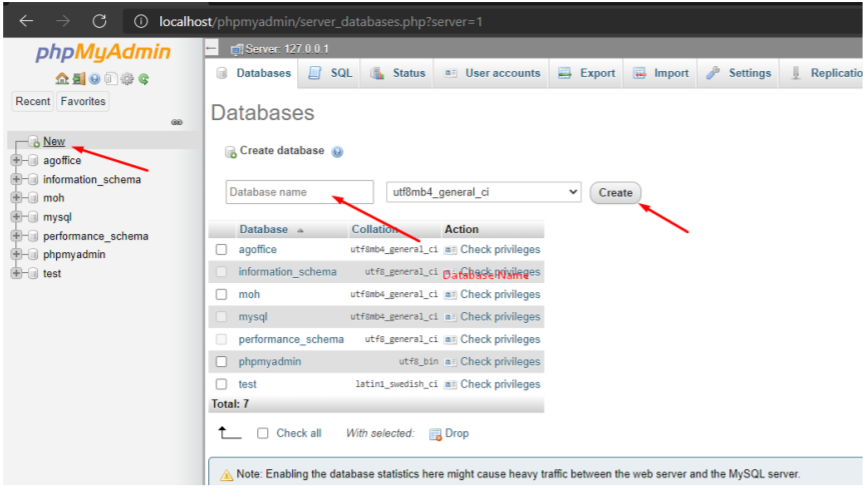 localhost/phpmyadmin/server_databases.php?server=1
phpMyAdmin
Recent Favorites
New
agoffice
information_schema
moh
mysql
performance_schema
phpmyadmin
test
Server: 127.0.0.1
Databases SQL Status User accounts Export Import Settings Replicatio
Databases
Create database
Database name utf8mb4_general_ci Create
Database Collation Action
agoffice utf8mb4_general_ci Check privileges
information_schema utf8_general_ci Check privileges
Database Name
moh utf8mb4_general_ci Check privileges
mysql utf8mb4_general_ci Check privileges
performance_schema utf8_general_ci Check privileges
phpmyadmin utf8_bin Check privileges
test latin1_swedish_ci Check privileges
Total: 7
Check all With selected: Drop
Note: Enabling the database statistics here might cause heavy traffic between the web server and the MySQL server.